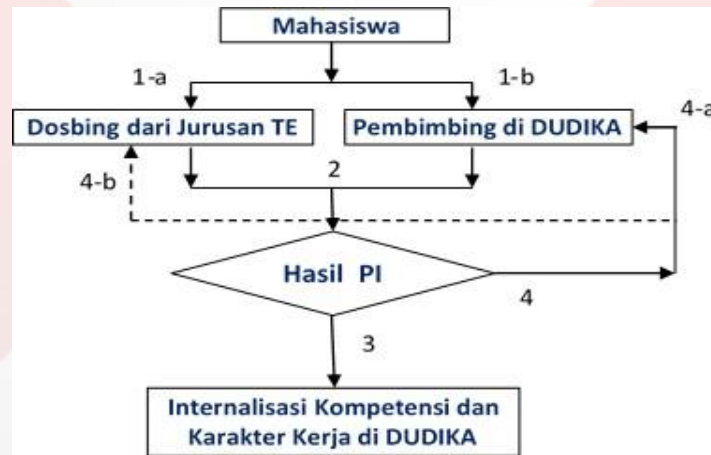 Mahasiswa
1-a
1-b
4-a
Dosbing dari Jurusan TE
Pembimbing di DUDIKA
4-b
2
Hasil PI
4
3
Internalisasi Kompetensi dan
Karakter Kerja di DUDIKA